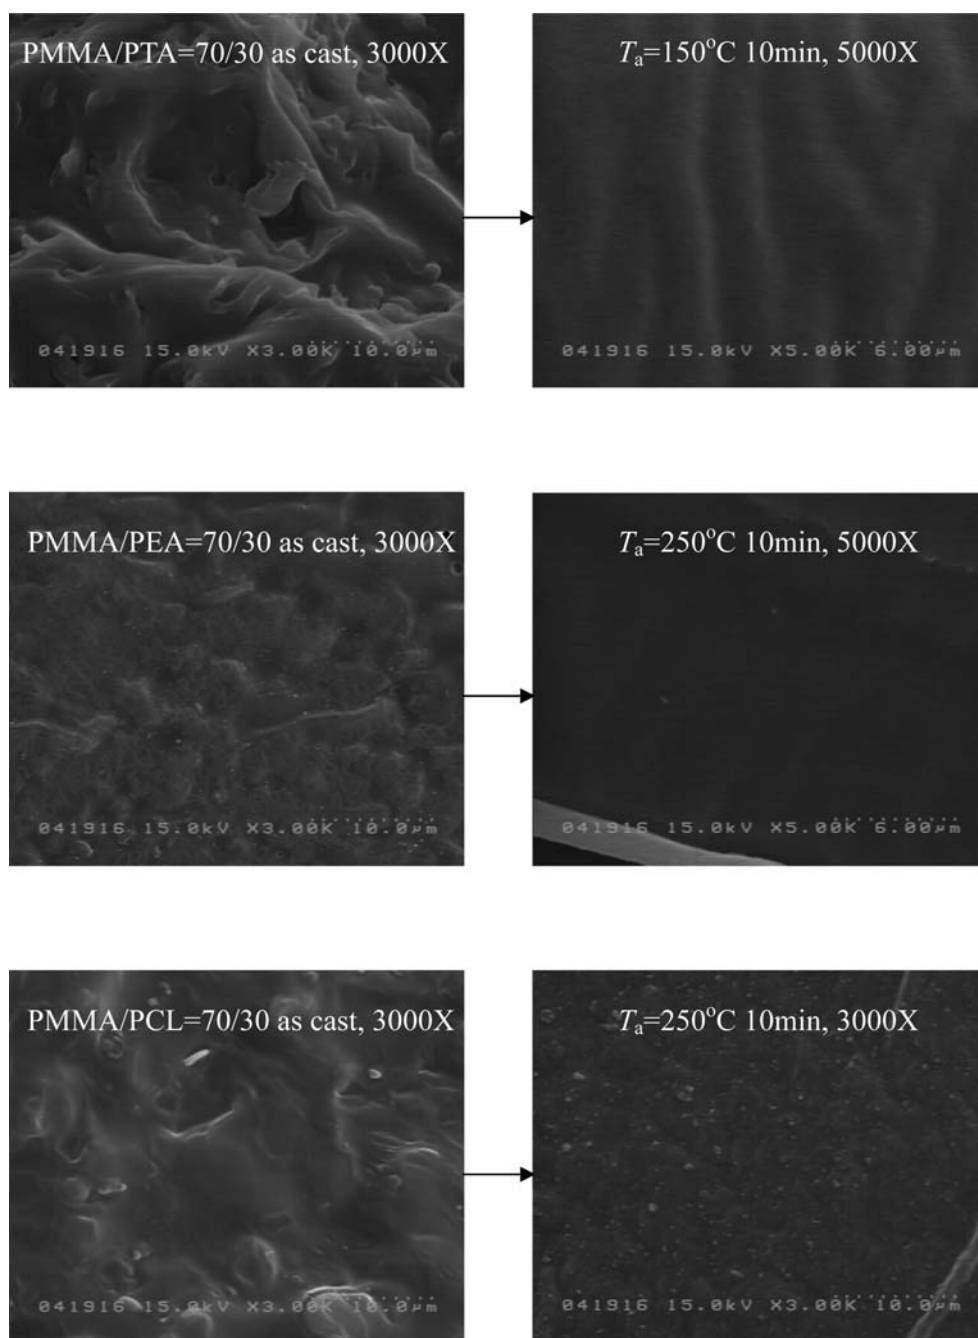 PMMA/PTA=70/30 as cast, 3000X
Ta=150°C 10min, 5000X
041916 15.0kV X3.00K 10.0µm
041916 15.0kV X5.00K 6.00µm
PMMA/PEA=70/30 as cast, 3000X
Ta=250°C 10min, 5000X
041916 15.0kV X3.00K 10.0µm
041916 15.0kV X5.00K 6.00µm
PMMA/PCL=70/30 as cast, 3000X
Ta=250°C 10min, 3000X
041916 15.0kV X3.00K 10.0µm
041916 15.0kV X3.00K 10.0µm